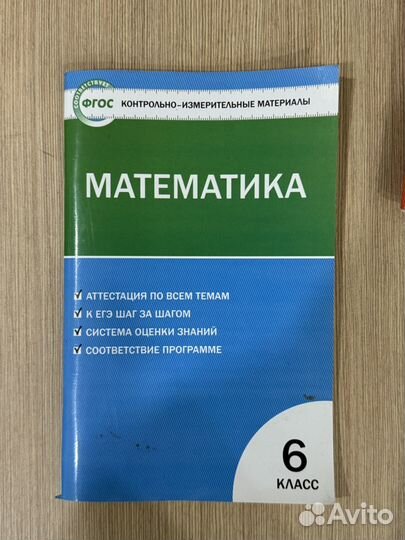 СООТВЕТСТВУЕТ
ФГОС
КОНТРОЛЬНО-ИЗМЕРИТЕЛЬНЫЕ МАТЕРИАЛЫ
МАТЕМАТИКА
АТТЕСТАЦИЯ ПО ВСЕМ ТЕМАМ
К ЕГЭ ШАГ ЗА ШАГОМ
СИСТЕМА ОЦЕНКИ ЗНАНИЙ
СООТВЕТСТВИЕ ПРОГРАММЕ
6
КЛАСС
Avito